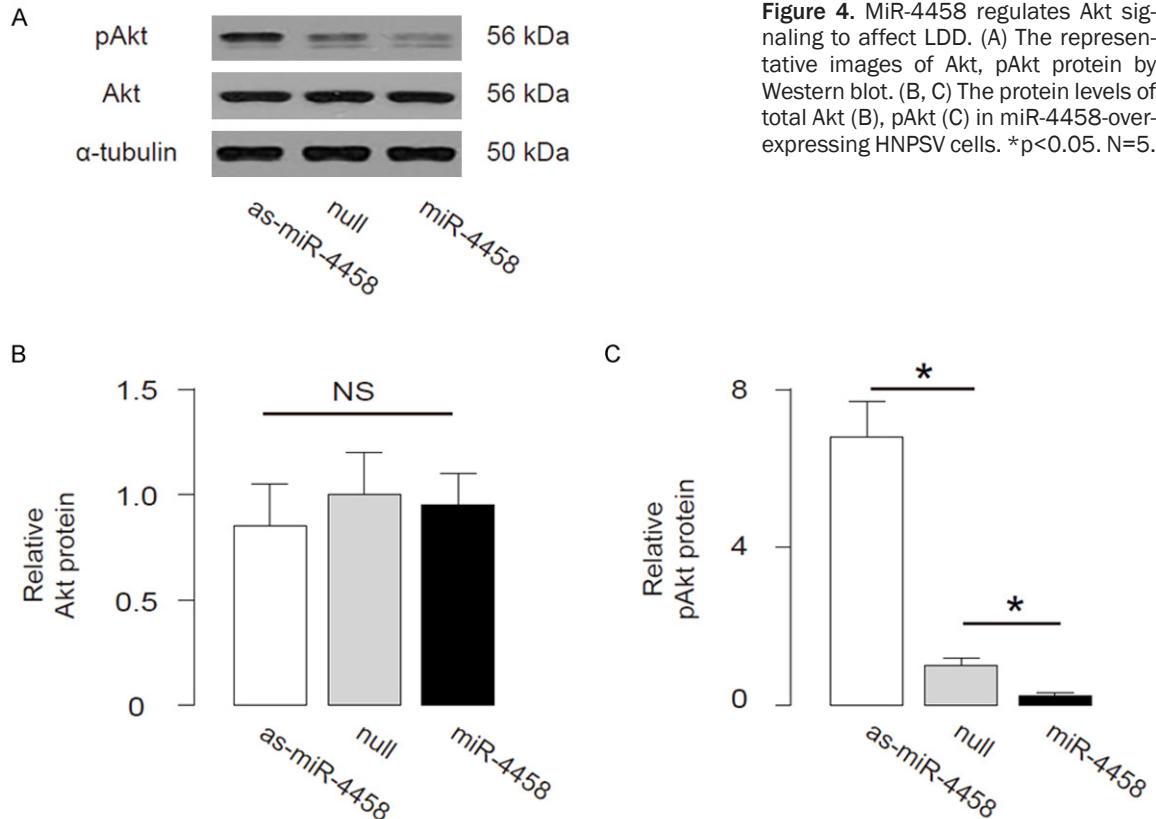 A
pAkt 56 kDa
Akt 56 kDa
α-tubulin 50 kDa
as-miR-4458
null
miR-4458
Figure 4. MiR-4458 regulates Akt sig-
naling to affect LDD. (A) The represen-
tative images of Akt, pAkt protein by
Western blot. (B, C) The protein levels of
total Akt (B), pAkt (C) in miR-4458-over-
expressing HNPSV cells. *p<0.05. N=5.
B
Relative
Akt protein
1.5
1.0
0.5
0
NS
as-miR-4458
null
miR-4458
C
Relative
pAkt protein
8
4
0
*
*
as-miR-4458
null
miR-4458